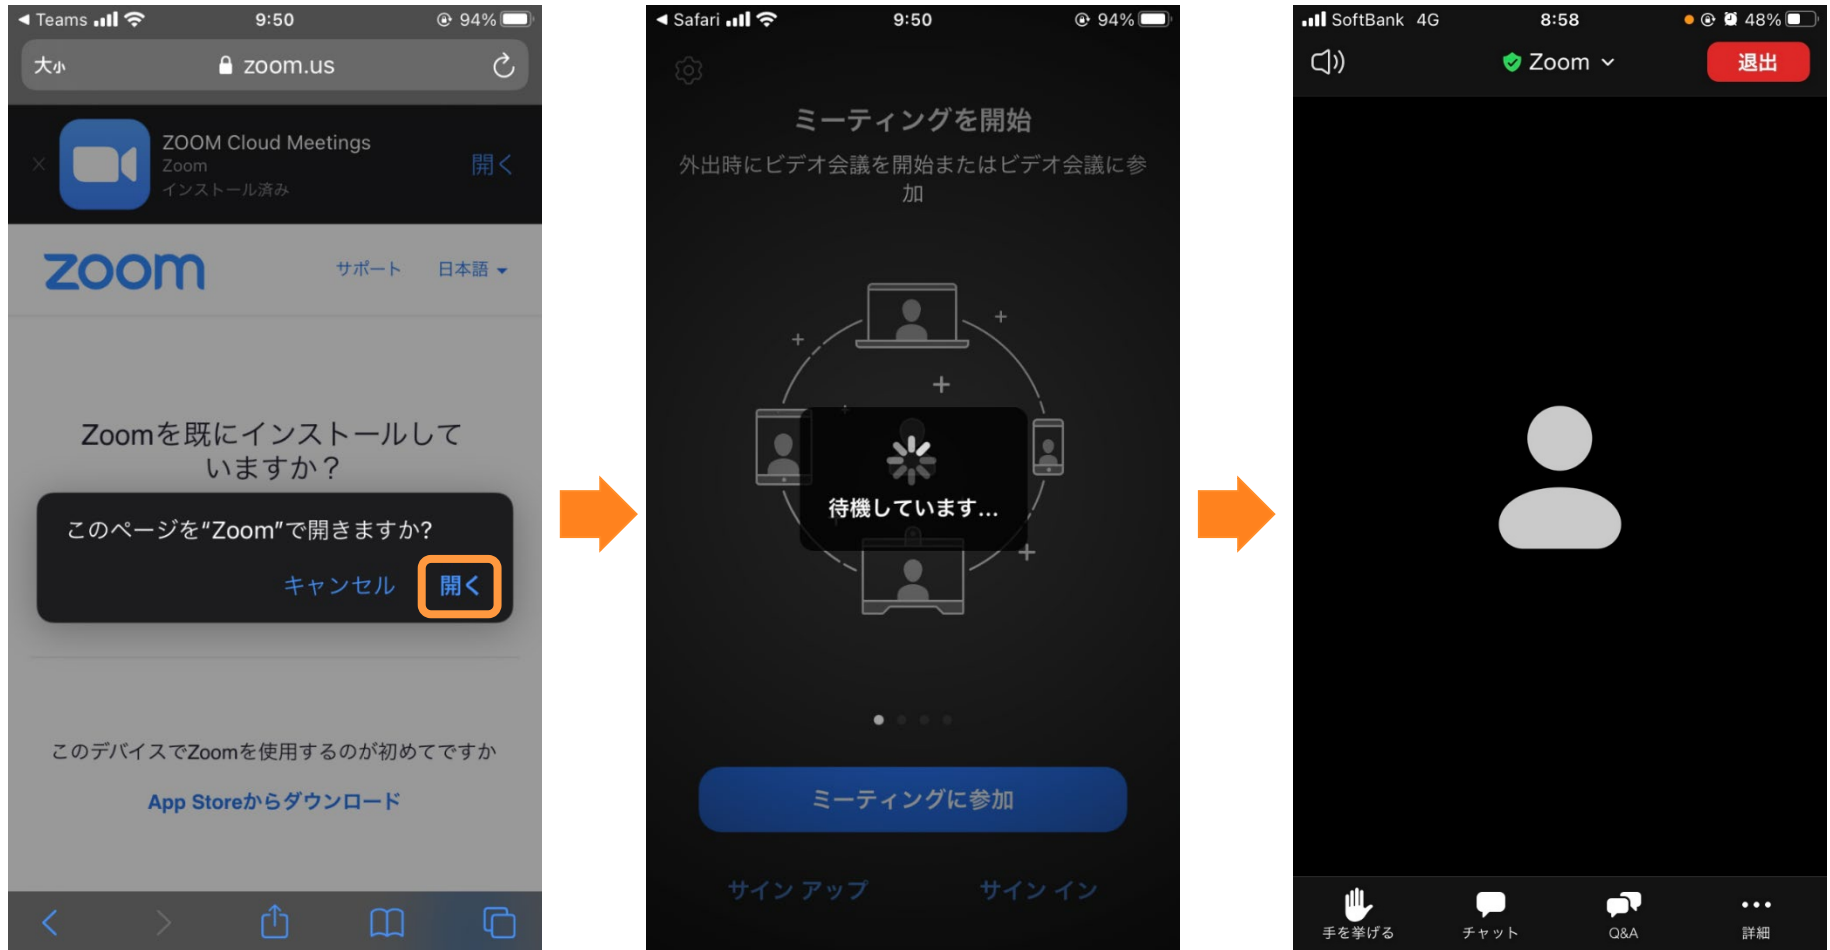 Teams
9:50
94%
大小
zoom.us
ZOOM Cloud Meetings
Zoom
インストール済み
開く
zoom
サポート
日本語
Zoomを既にインストールして
いますか？
このページを“Zoom”で開きますか?
キャンセル
開く
このデバイスでZoomを使用するのが初めてですか
App Storeからダウンロード
Safari
9:50
94%
ミーティングを開始
外出時にビデオ会議を開始またはビデオ会議に参
加
待機しています...
ミーティングに参加
サイン アップ
サイン イン
SoftBank 4G
8:58
48%
Zoom
退出
手を挙げる
チャット
Q&A
詳細